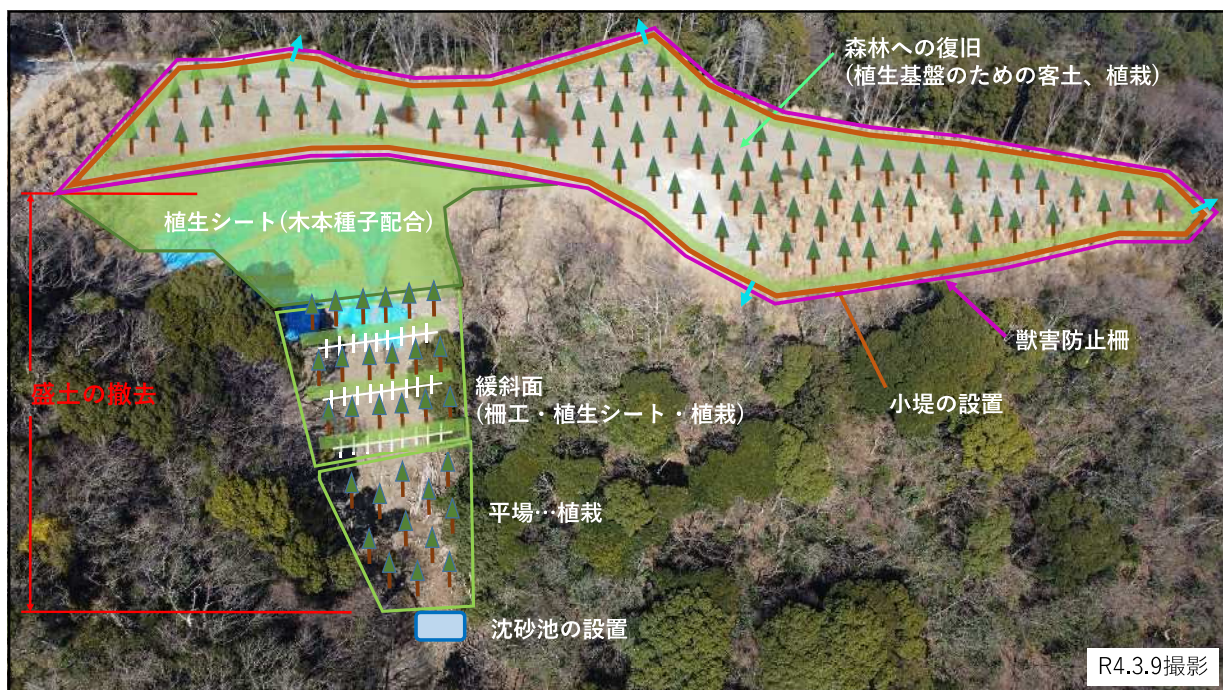 森林への復旧
(植生基盤のための客土、植栽)
植生シート(木本種子配合)
獣害防止柵
盛土の撤去
緩斜面
(柵工・植生シート・植栽)
小堤の設置
平場…植栽
沈砂池の設置
R4.3.9撮影